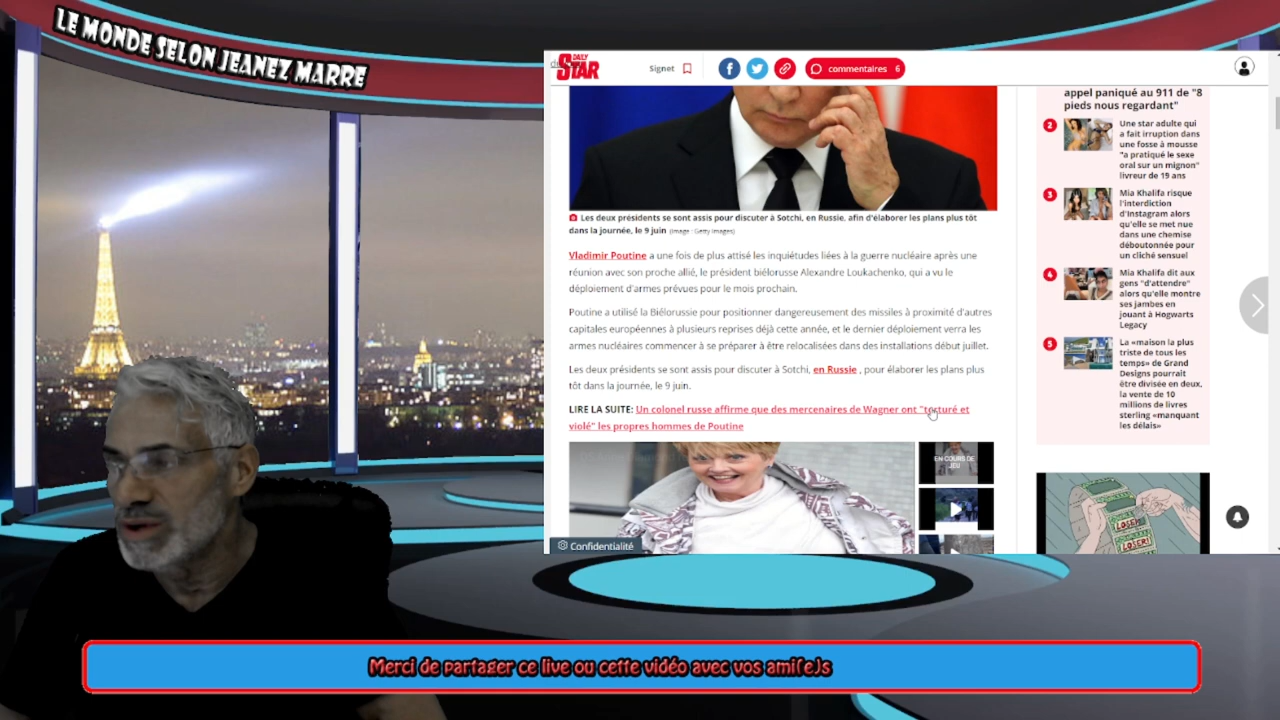 LE MONDE SELON JEANEZ MARRE
DAILY
STAR
Signet
commentaires 6
Les deux présidents se sont assis pour discuter à Sotchi, en Russie, afin d'élaborer les plans plus tôt
dans la journée, le 9 juin (Image : Getty Images)
Vladimir Poutine a une fois de plus attisé les inquiétudes liées à la guerre nucléaire après une
réunion avec son proche allié, le président biélorusse Alexandre Loukachenko, qui a vu le
déploiement d'armes prévues pour le mois prochain.
Poutine a utilisé la Biélorussie pour positionner dangereusement des missiles à proximité d'autres
capitales européennes à plusieurs reprises déjà cette année, et le dernier déploiement verra les
armes nucléaires commencer à se préparer à être relocalisées dans des installations début juillet.
Les deux présidents se sont assis pour discuter à Sotchi, en Russie , pour élaborer les plans plus
tôt dans la journée, le 9 juin.
LIRE LA SUITE: Un colonel russe affirme que des mercenaires de Wagner ont "torturé et
violé" les propres hommes de Poutine
EN COURS DE
JEU
Confidentialité
appel paniqué au 911 de "8
pieds nous regardant"
2
Une star adulte qui
a fait irruption dans
une fosse à mousse
"a pratiqué le sexe
oral sur un mignon"
livreur de 19 ans
3
Mia Khalifa risque
l'interdiction
d'Instagram alors
qu'elle se met nue
dans une chemise
déboutonnée pour
un cliché sensuel
4
Mia Khalifa dit aux
gens "d'attendre"
alors qu'elle montre
ses jambes en
jouant à Hogwarts
Legacy
5
La «maison la plus
triste de tous les
temps» de Grand
Designs pourrait
être divisée en deux,
la vente de 10
millions de livres
sterling «manquant
les délais»
LOSER!
LOSER!
Merci de partager ce live ou cette vidéo avec vos ami(e)s